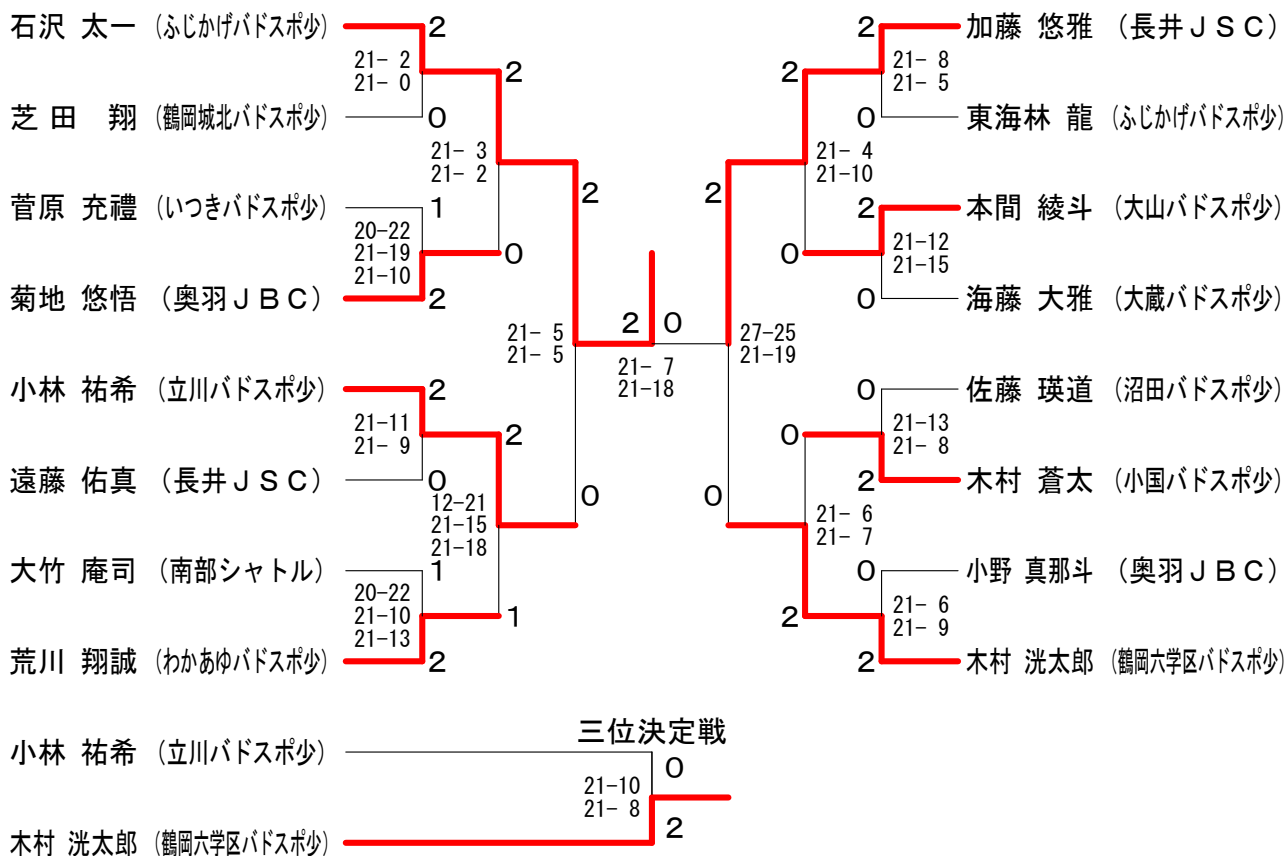 石沢 太一 (ふじかげバドスポ少) 2
21- 2
21- 0
2
芝田 翔 (鶴岡城北バドスポ少) 0
21- 3
21- 2
2
菅原 充禮 (いつきバドスポ少) 1
20-22
21-19
21-10
0
菊地 悠悟 (奥羽JBC) 2
21- 5
21- 5
小林 祐希 (立川バドスポ少) 2
21-11
21- 9
2
遠藤 佑真 (長井JSC) 0
12-21
21-15
21-18
0
大竹 庵司 (南部シャトル) 1
20-22
21-10
21-13
1
荒川 翔誠 (わかあゆバドスポ少) 2
2 0
21- 7
21-18
2 加藤 悠雅 (長井JSC)
21- 8
21- 5
2
0 東海林 龍 (ふじかげバドスポ少)
21- 4
21-10
2
2 本間 綾斗 (大山バドスポ少)
21-12
21-15
0
0 海藤 大雅 (大蔵バドスポ少)
27-25
21-19
0 佐藤 瑛道 (沼田バドスポ少)
21-13
21- 8
0
2 木村 蒼太 (小国バドスポ少)
21- 6
21- 7
0
0 小野 真那斗 (奥羽JBC)
21- 6
21- 9
2
2 木村 洸太郎 (鶴岡六学区バドスポ少)
三位決定戦
小林 祐希 (立川バドスポ少) 0
21-10
21- 8
木村 洸太郎 (鶴岡六学区バドスポ少) 2